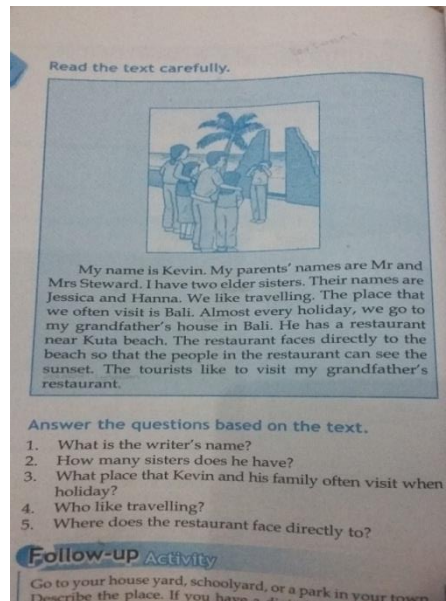 Read the text carefully.
My name is Kevin. My parents' names are Mr and
Mrs Steward. I have two elder sisters. Their names are
Jessica and Hanna. We like travelling. The place that
we often visit is Bali. Almost every holiday, we go to
my grandfather's house in Bali. He has a restaurant
near Kuta beach. The restaurant faces directly to the
beach so that the people in the restaurant can see the
sunset. The tourists like to visit my grandfather's
restaurant.
Answer the questions based on the text.
1. What is the writer's name?
2. How many sisters does he have?
3. What place that Kevin and his family often visit when
holiday?
4. Who like travelling?
5. Where does the restaurant face directly to?
Follow-up Activity
Go to your house yard, schoolyard, or a park in your town.
Describe the place. If you have a